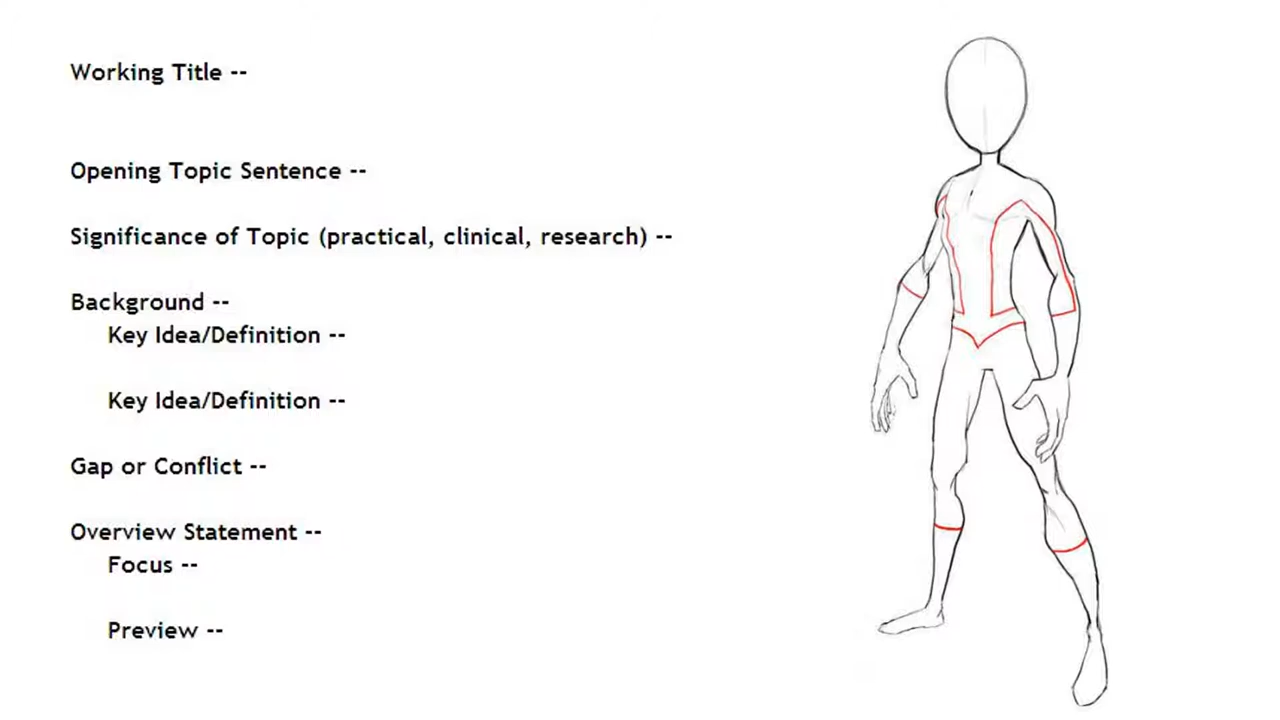 Working Title --
Opening Topic Sentence --
Significance of Topic (practical, clinical, research) --
Background --
Key Idea/Definition --
Key Idea/Definition --
Gap or Conflict --
Overview Statement --
Focus --
Preview --